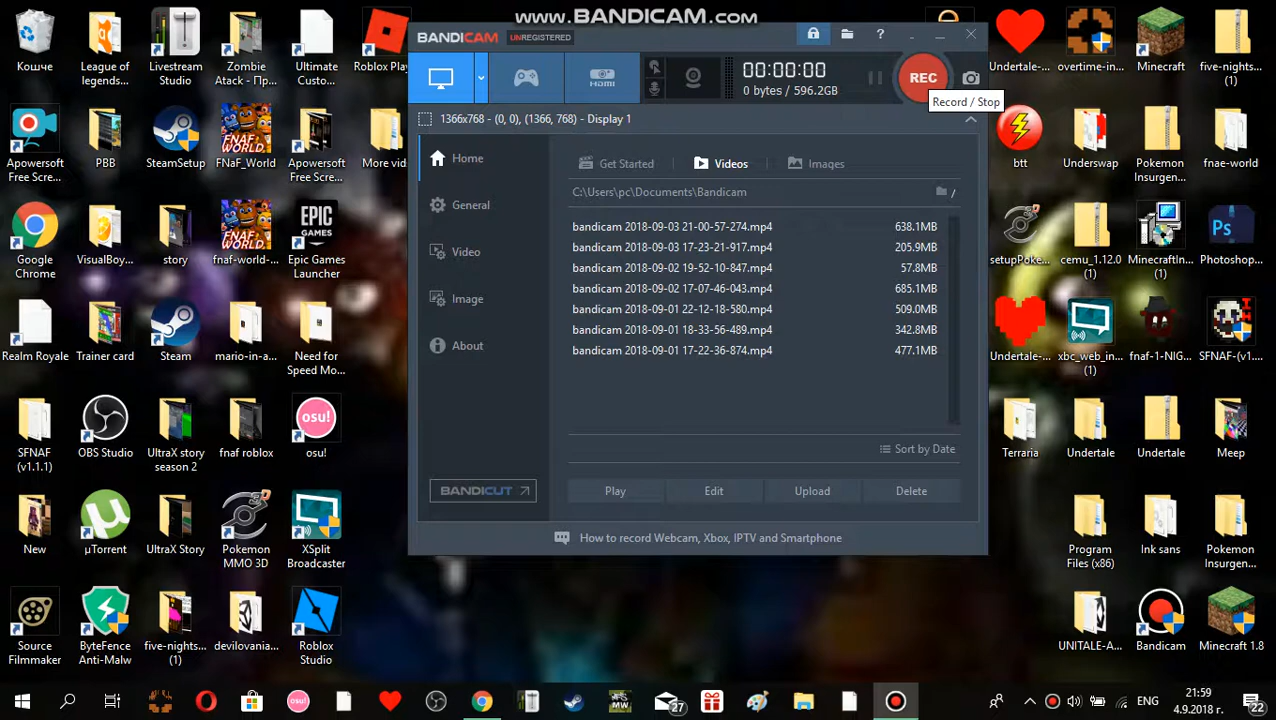 www.BANDICAM.com
BANDICAM UNREGISTERED
HDMI
00:00:00
0 bytes / 596.2GB
REC
Record / Stop
1366x768 - (0, 0), (1366, 768) - Display 1
Home
General
Video
Image
About
BANDICUT
Get Started
Videos
Images
C:\Users\pc\Documents\Bandicam
/
bandicam 2018-09-03 21-00-57-274.mp4 638.1MB
bandicam 2018-09-03 17-23-21-917.mp4 205.9MB
bandicam 2018-09-02 19-52-10-847.mp4 57.8MB
bandicam 2018-09-02 17-07-46-043.mp4 685.1MB
bandicam 2018-09-01 22-12-18-580.mp4 509.0MB
bandicam 2018-09-01 18-33-56-489.mp4 342.8MB
bandicam 2018-09-01 17-22-36-874.mp4 477.1MB
Sort by Date
Play Edit Upload Delete
How to record Webcam, Xbox, IPTV and Smartphone
Кошче
League of
legends...
Livestream
Studio
Zombie
Attack - Пр...
Ultimate
Custo...
Roblox Play
Apowersoft
Free Scre...
PBB
SteamSetup
FNaF_World
Apowersoft
Free Scre...
More vid
Google
Chrome
VisualBoy...
story
fnaf-world-...
Epic Games
Launcher
EPIC
GAMES
Realm Royale
Trainer card
Steam
mario-in-a...
Need for
Speed Mo...
SFNAF
(v1.1.1)
OBS Studio
UltraX story
season 2
fnaf roblox
osu!
osu!
New
µTorrent
UltraX Story
Pokemon
MMO 3D
XSplit
Broadcaster
Source
Filmmaker
ByteFence
Anti-Malw
five-nights...
(1)
devilovania...
Roblox
Studio
Undertale-...
overtime-in...
Minecraft
five-nights...
(1)
btt
Underswap
Pokemon
Insurgen...
fnae-world
setupPoke...
cemu_1.12.0
(1)
MinecraftIn...
(1)
Photoshop...
Ps
Undertale-...
xbc_web_in...
(1)
fnaf-1-NIG...
SFNAF-(v1....
Terraria
Undertale
Undertale
(1)
Meep
Program
Files (x86)
Ink sans
Pokemon
Insurgen...
UNITALE-A...
Bandicam
Minecraft 1.8
osu!
MW
27
ЕНГ
21:59
4.9.2018 г.
22